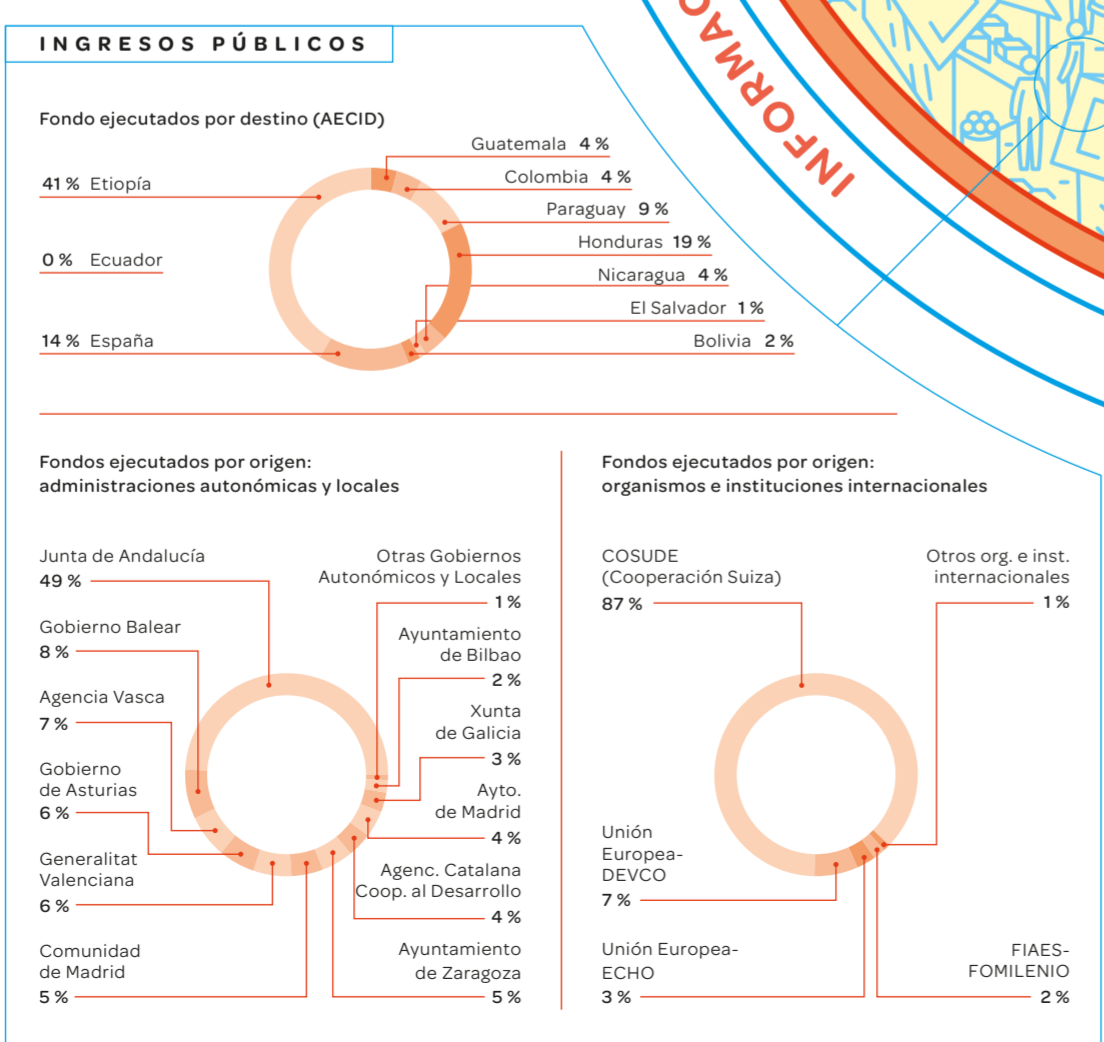 INGRESOS PÚBLICOS
INFORMAC
Fondo ejecutados por destino (AECID)
Guatemala 4 %
Colombia 4 %
Paraguay 9 %
Honduras 19 %
Nicaragua 4 %
El Salvador 1 %
Bolivia 2 %
41 % Etiopía
0 % Ecuador
14 % España
Fondos ejecutados por origen:
administraciones autonómicas y locales
Junta de Andalucía
49 %
Gobierno Balear
8 %
Agencia Vasca
7 %
Gobierno
de Asturias
6 %
Generalitat
Valenciana
6 %
Comunidad
de Madrid
5 %
Otras Gobiernos
Autonómicos y Locales
1 %
Ayuntamiento
de Bilbao
2 %
Xunta
de Galicia
3 %
Ayto.
de Madrid
4 %
Agenc. Catalana
Coop. al Desarrollo
4 %
Ayuntamiento
de Zaragoza
5 %
Fondos ejecutados por origen:
organismos e instituciones internacionales
COSUDE
(Cooperación Suiza)
87 %
Unión
Europea-
DEVCO
7 %
Unión Europea-
ECHO
3 %
Otros org. e inst.
internacionales
1 %
FIAES-
FOMILENIO
2 %